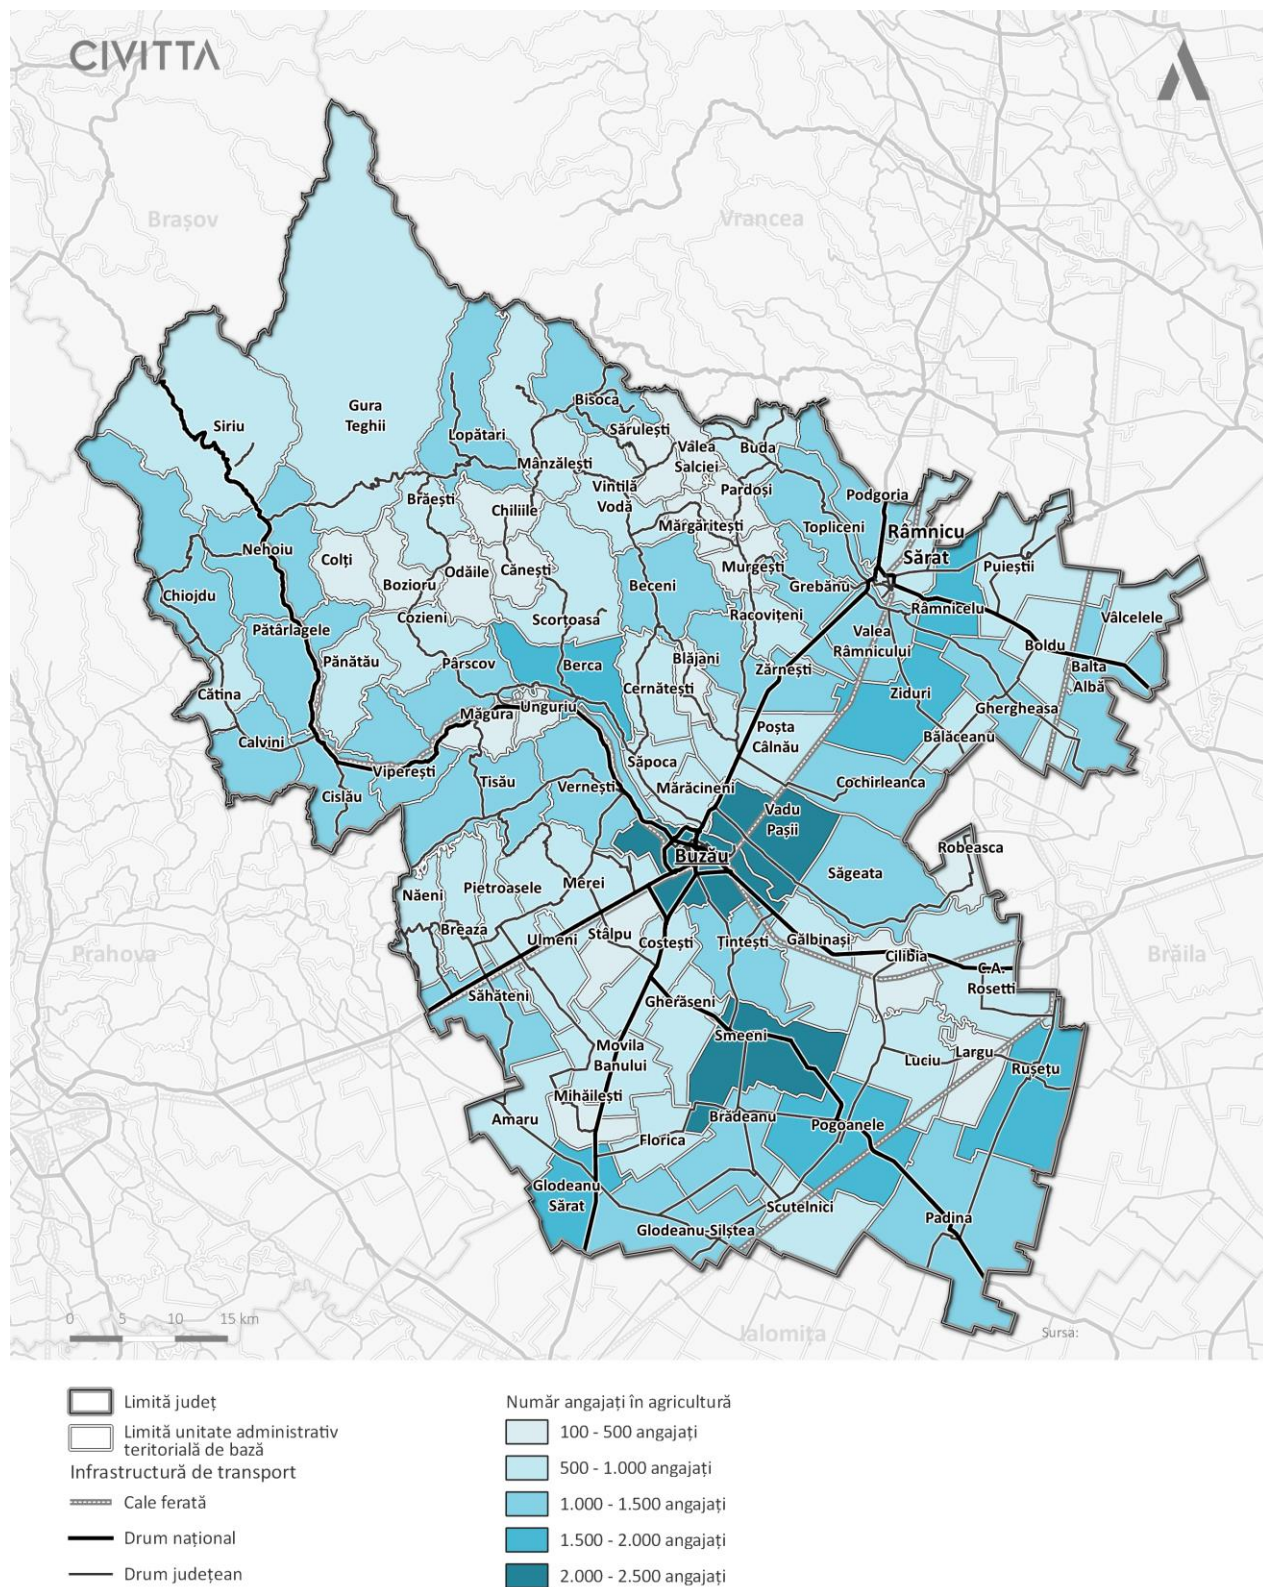 CIVITTA
Brașov
Vrancea
Gura
Teghii
Siriu
Bisoca
Lopătari
Sărulești
Mânzălești
Vâlea
Salciei
Buda
Vintilă
Vodă
Pardoși
Podgoria
Brăești
Chiliile
Mărgăritești
Topliceni
Râmnicu
Sărat
Nehoiu
Colți
Bozioru
Odăile
Cănești
Beceni
Murgești
Grebănu
Puieștii
Chiojdu
Râmnicelu
Pătârlagele
Cozieni
Scorțoasa
Racovițeni
Valea
Râmnicului
Vâlcelele
Boldu
Pănătău
Pârscov
Berca
Blăjani
Zărnești
Balta
Albă
Cătina
Cernătești
Ziduri
Ghergheasa
Măgura
Unguriu
Poșta
Câlnău
Bălăceanu
Calvini
Viperești
Săpoca
Cislău
Tisău
Vernești
Mărăcineni
Cochirleanca
Vadu
Pașii
Buzău
Robeasca
Săgeata
Năeni
Pietroasele
Merei
Breaza
Ulmeni
Stâlpu
Costești
Țintești
Gălbinași
Cilibia
Prahova
Brăila
C.A.
Rosetti
Săhăteni
Gherăseni
Smeeni
Movila
Banului
Luciu
Largu
Rușețu
Mihăilești
Amaru
Brădeanu
Pogoanele
Florica
Glodeanu
Sărat
Scutelnici
Padina
Glodeanu-Silștea
0 5 10 15 km
Ialomița
Sursa:
Limită județ
Limită unitate administrativ
teritorială de bază
Infrastructură de transport
Cale ferată
Drum național
Drum județean
Număr angajați în agricultură
100 - 500 angajați
500 - 1.000 angajați
1.000 - 1.500 angajați
1.500 - 2.000 angajați
2.000 - 2.500 angajați